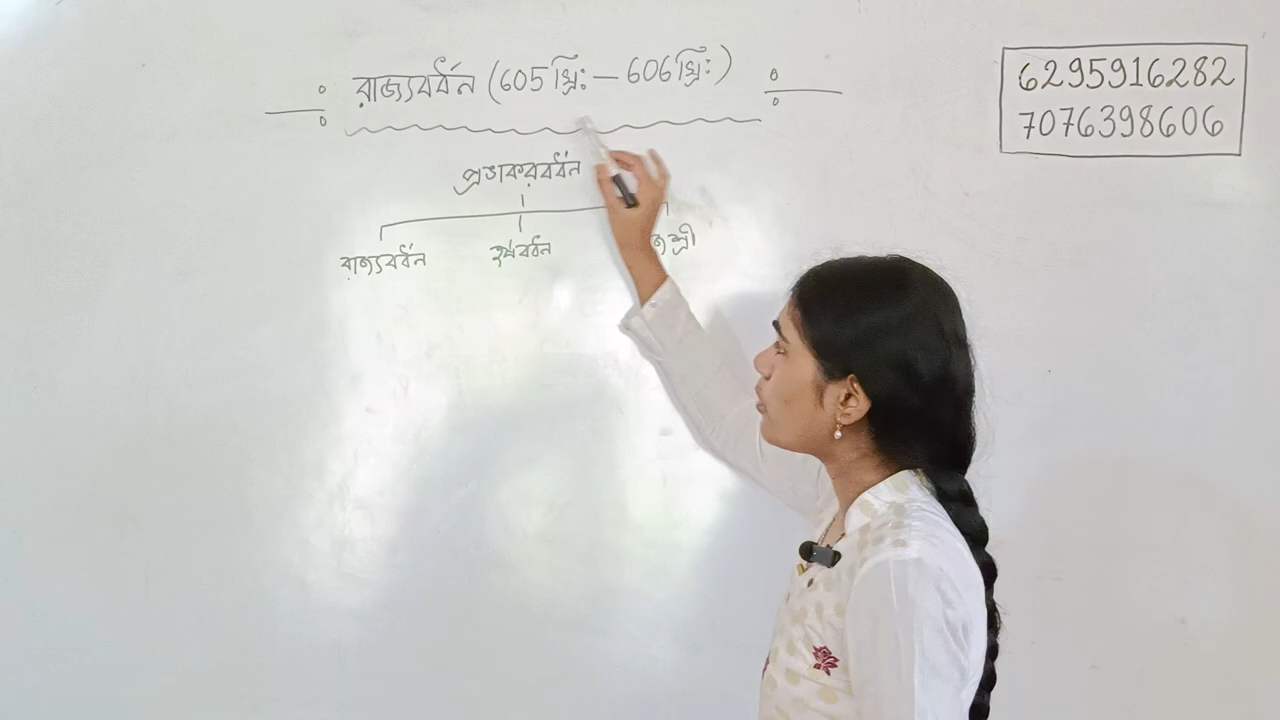 রাজ্যবর্ধন (605 খ্রিঃ — 606 খ্রিঃ)
6295916282
7076398606
প্রভাকরবর্ধন
রাজ্যবর্ধন হর্ষবর্ধন শ্রী